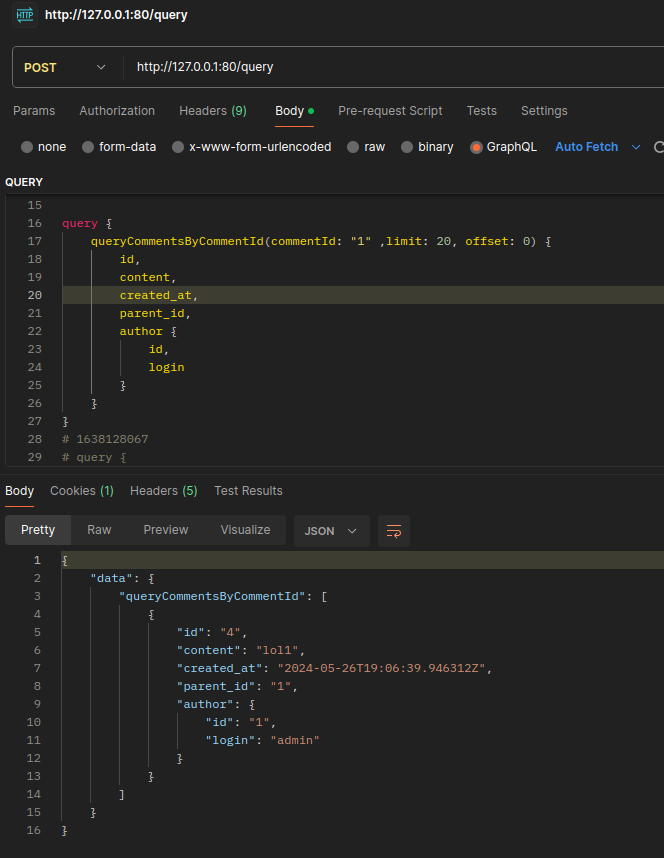 HTTP http://127.0.0.1:80/query
POST http://127.0.0.1:80/query
Params Authorization Headers (9) Body Pre-request Script Tests Settings
none form-data x-www-form-urlencoded raw binary GraphQL Auto Fetch
QUERY
15
16 query {
17 queryCommentsByCommentId(commentId: "1" ,limit: 20, offset: 0) {
18 id,
19 content,
20 created_at,
21 parent_id,
22 author {
23 id,
24 login
25 }
26 }
27 }
28 # 1638128067
29 # query {
Body Cookies (1) Headers (5) Test Results
Pretty Raw Preview Visualize JSON
1 {
2 "data": {
3 "queryCommentsByCommentId": [
4 {
5 "id": "4",
6 "content": "lol1",
7 "created_at": "2024-05-26T19:06:39.946312Z",
8 "parent_id": "1",
9 "author": {
10 "id": "1",
11 "login": "admin"
12 }
13 }
14 ]
15 }
16 }